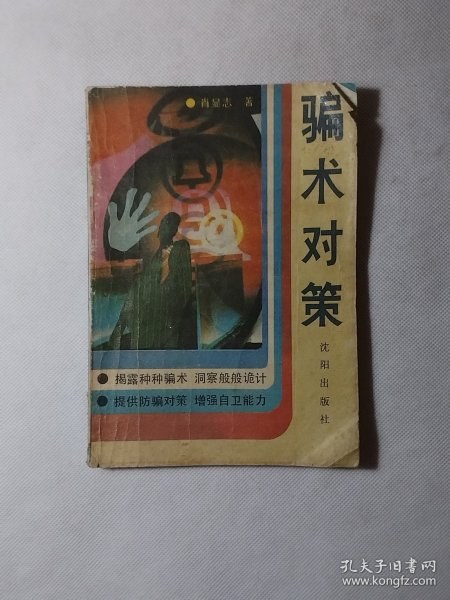 肖显志 著
骗术对策
沈阳出版社
● 揭露种种骗术 洞察般般诡计
● 提供防骗对策 增强自卫能力
孔夫子旧书网
www.kongfz.com